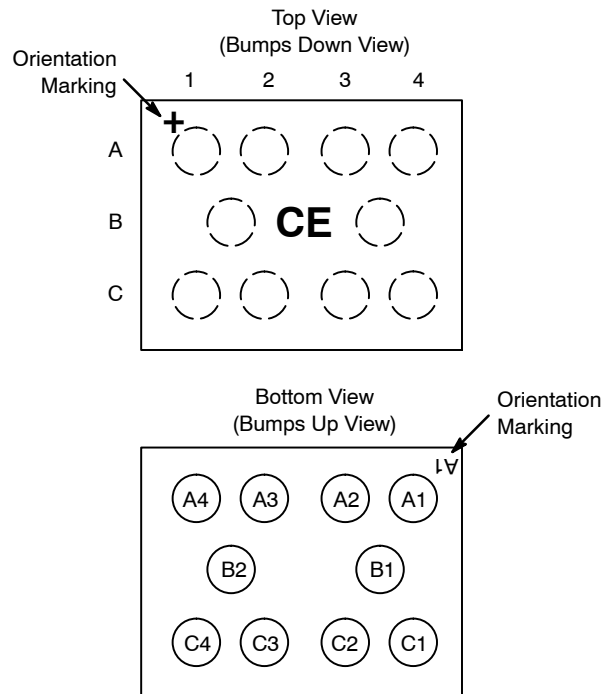 Top View
(Bumps Down View)
Orientation
Marking
1 2 3 4
+
A
B CE
C
Bottom View
(Bumps Up View)
Orientation
Marking
A1
A4 A3 A2 A1
B2 B1
C4 C3 C2 C1